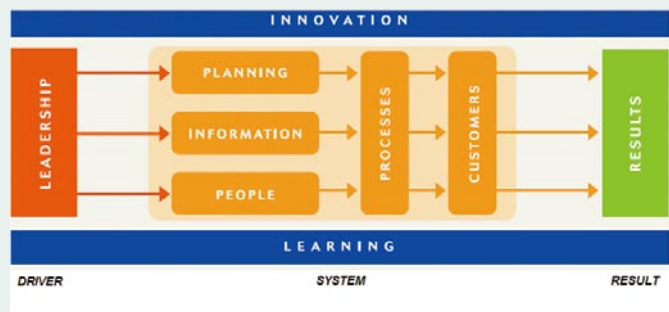 INNOVATION
LEADERSHIP
PLANNING
INFORMATION
PEOPLE
PROCESSES
CUSTOMERS
RESULTS
LEARNING
DRIVER SYSTEM RESULT